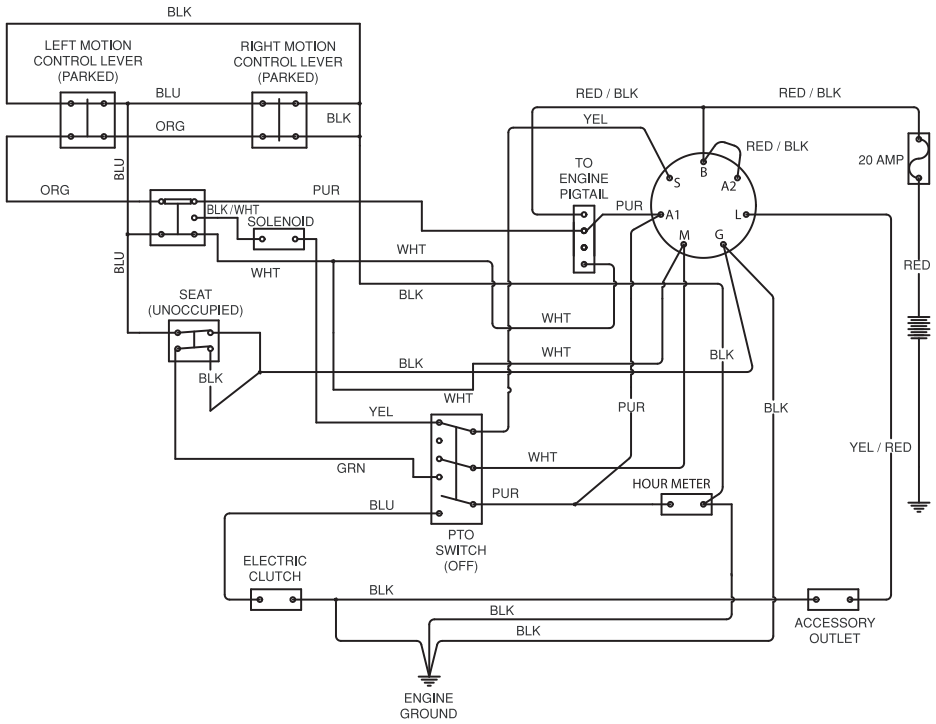 BLK
LEFT MOTION
CONTROL LEVER
(PARKED)
RIGHT MOTION
CONTROL LEVER
(PARKED)
BLU
ORG
BLK
BLU
ORG
PUR
BLK/WHT
SOLENOID
WHT
WHT
BLU
SEAT
(UNOCCUPIED)
BLK
BLK
BLK
WHT
WHT
WHT
RED / BLK
RED / BLK
YEL
TO
ENGINE
PIGTAIL
PUR
S
B
A2
RED / BLK
A1
L
M
G
20 AMP
RED
BLK
PUR
BLK
YEL / RED
YEL
GRN
WHT
BLU
PUR
HOUR METER
PTO
SWITCH
(OFF)
ELECTRIC
CLUTCH
BLK
BLK
BLK
ACCESSORY
OUTLET
ENGINE
GROUND